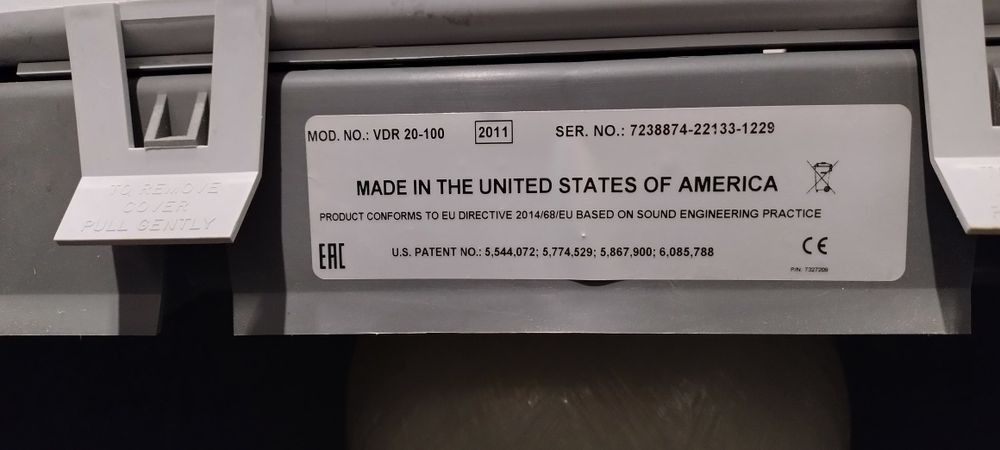 MOD. NO.: VDR 20-100 2011 SER. NO.: 7238874-22133-1229
MADE IN THE UNITED STATES OF AMERICA
PRODUCT CONFORMS TO EU DIRECTIVE 2014/68/EU BASED ON SOUND ENGINEERING PRACTICE
EAC U.S. PATENT NO.: 5,544,072; 5,774,529; 5,867,900; 6,085,788 CE
P/N. 7327209
TO REMOVE
COVER
PULL GENTLY